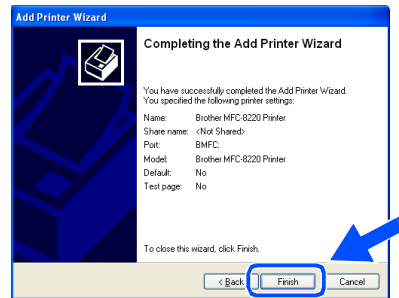 Add Printer Wizard
Completing the Add Printer Wizard
You have successfully completed the Add Printer Wizard.
You specified the following printer settings:
Name: Brother MFC-8220 Printer
Share name: <Not Shared>
Port: BMFC:
Model: Brother MFC-8220 Printer
Default: No
Test page: No
To close this wizard, click Finish.
< Back Finish Cancel